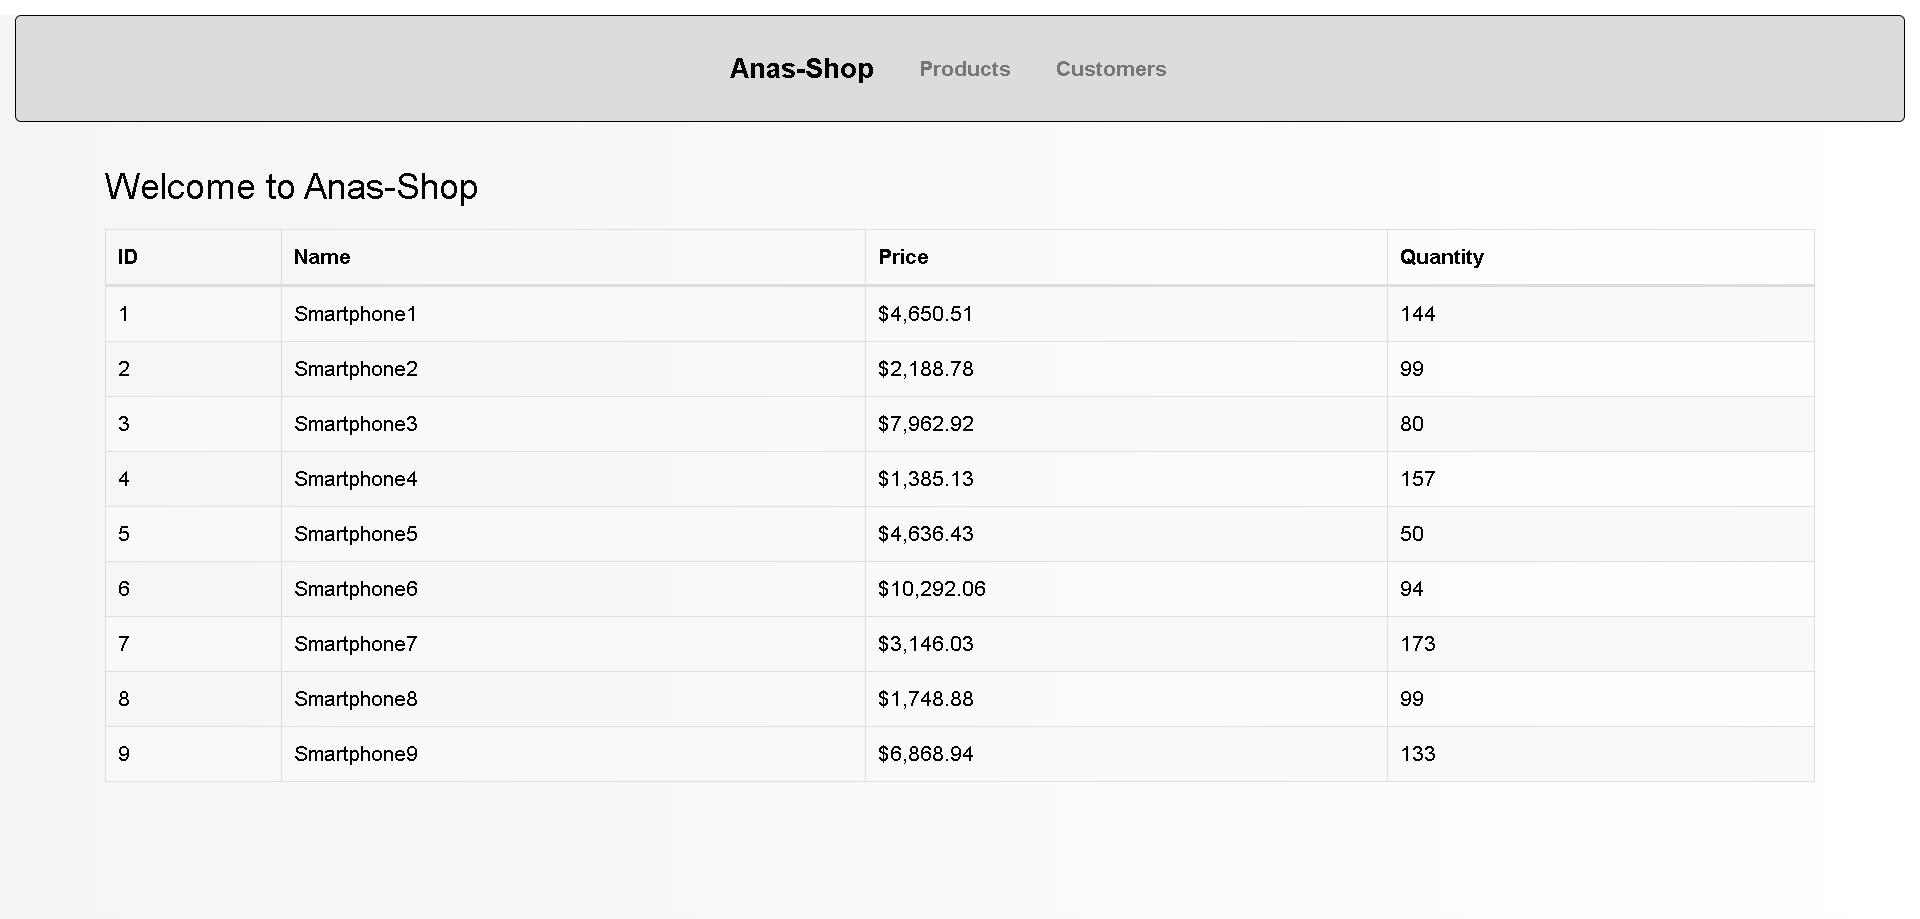 Anas-Shop Products Customers
Welcome to Anas-Shop
ID Name Price Quantity
1 Smartphone1 $4,650.51 144
2 Smartphone2 $2,188.78 99
3 Smartphone3 $7,962.92 80
4 Smartphone4 $1,385.13 157
5 Smartphone5 $4,636.43 50
6 Smartphone6 $10,292.06 94
7 Smartphone7 $3,146.03 173
8 Smartphone8 $1,748.88 99
9 Smartphone9 $6,868.94 133